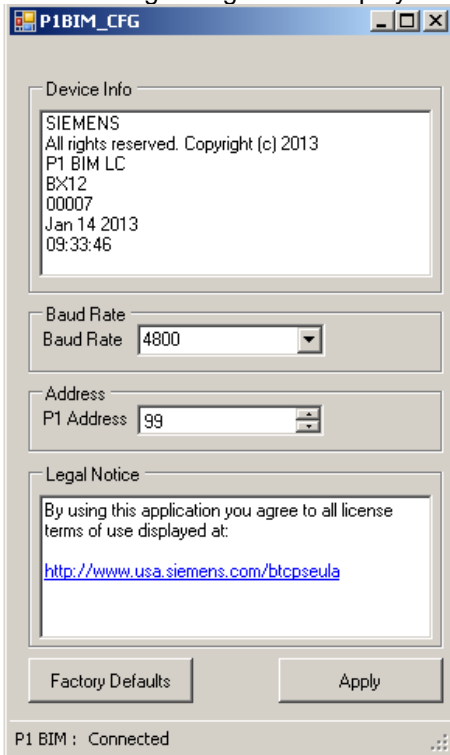 P1BIM_CFG
Device Info
SIEMENS
All rights reserved. Copyright (c) 2013
P1 BIM LC
BX12
00007
Jan 14 2013
09:33:46
Baud Rate
Baud Rate 4800
Address
P1 Address 99
Legal Notice
By using this application you agree to all license
terms of use displayed at:
http://www.usa.siemens.com/btcpseula
Factory Defaults Apply
P1 BIM : Connected